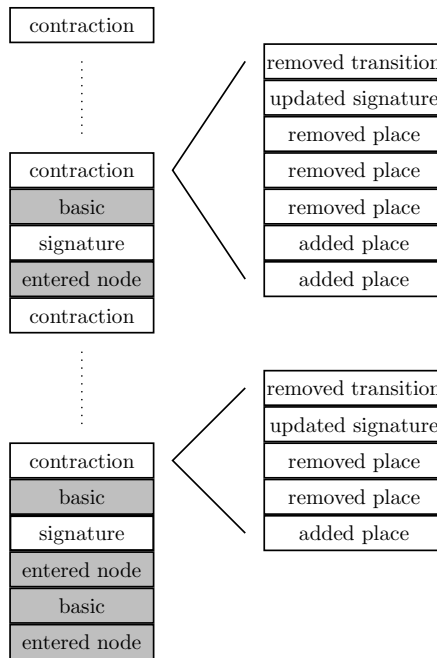 contraction
contraction
basic
signature
entered node
contraction
contraction
basic
signature
entered node
basic
entered node
removed transition
updated signature
removed place
removed place
removed place
added place
added place
removed transition
updated signature
removed place
removed place
added place